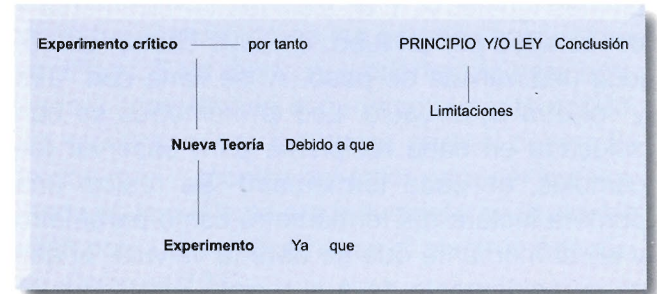 Experimento crítico por tanto PRINCIPIO Y/O LEY Conclusión
Limitaciones
Nueva Teoría Debido a que
Experimento Ya que